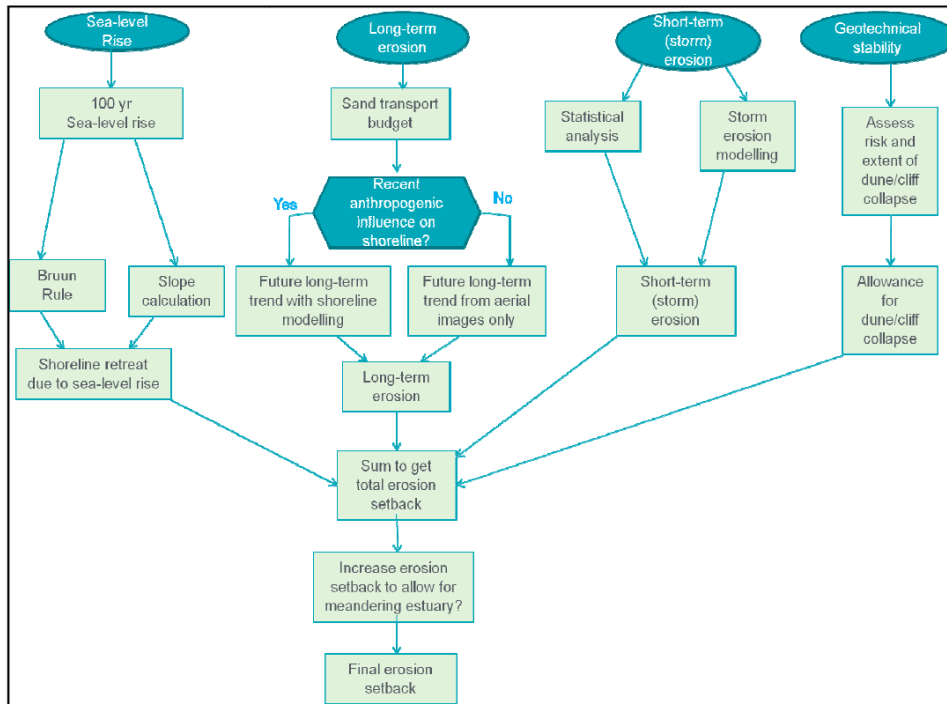 Sea-level
Rise
Long-term
erosion
Short-term
(storm)
erosion
Geotechnical
stability
100 yr
Sea-level rise
Sand transport
budget
Statistical
analysis
Storm
erosion
modelling
Assess
risk and
extent of
dune/cliff
collapse
Recent
anthropogenic
influence on
shoreline?
Yes
No
Bruun
Rule
Slope
calculation
Future long-term
trend with shoreline
modelling
Future long-term
trend from aerial
images only
Short-term
(storm)
erosion
Allowance
for
dune/cliff
collapse
Shoreline retreat
due to sea-level rise
Long-term
erosion
Sum to get
total erosion
setback
Increase erosion
setback to allow for
meandering estuary?
Final erosion
setback